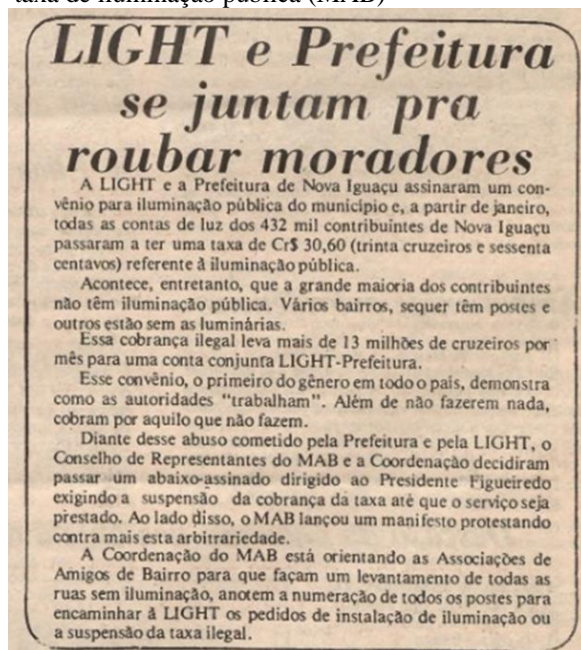 taxa de iluminação pública (MAB)
LIGHT e Prefeitura
se juntam pra
roubar moradores
A LIGHT e a Prefeitura de Nova Iguaçu assinaram um con-
vênio para iluminação pública do município e, a partir de janeiro,
todas as contas de luz dos 432 mil contribuintes de Nova Iguaçu
passaram a ter uma taxa de Cr$ 30,60 (trinta cruzeiros e sessenta
centavos) referente à iluminação pública.
Acontece, entretanto, que a grande maioria dos contribuintes
não têm iluminação pública. Vários bairros, sequer têm postes e
outros estão sem as luminárias.
Essa cobrança ilegal leva mais de 13 milhões de cruzeiros por
mês para uma conta conjunta LIGHT-Prefeitura.
Esse convênio, o primeiro do gênero em todo o país, demonstra
como as autoridades "trabalham". Além de não fazerem nada,
cobram por aquilo que não fazem.
Diante desse abuso cometido pela Prefeitura e pela LIGHT, o
Conselho de Representantes do MAB e a Coordenação decidiram
passar um abaixo-assinado dirigido ao Presidente Figueiredo
exigindo a suspensão da cobrança da taxa até que o serviço seja
prestado. Ao lado disso, o MAB lançou um manifesto protestando
contra mais esta arbitrariedade.
A Coordenação do MAB está orientando as Associações de
Amigos de Bairro para que façam um levantamento de todas as
ruas sem iluminação, anotem a numeração de todos os postes para
encaminhar à LIGHT os pedidos de instalação de iluminação ou
a suspensão da taxa ilegal.